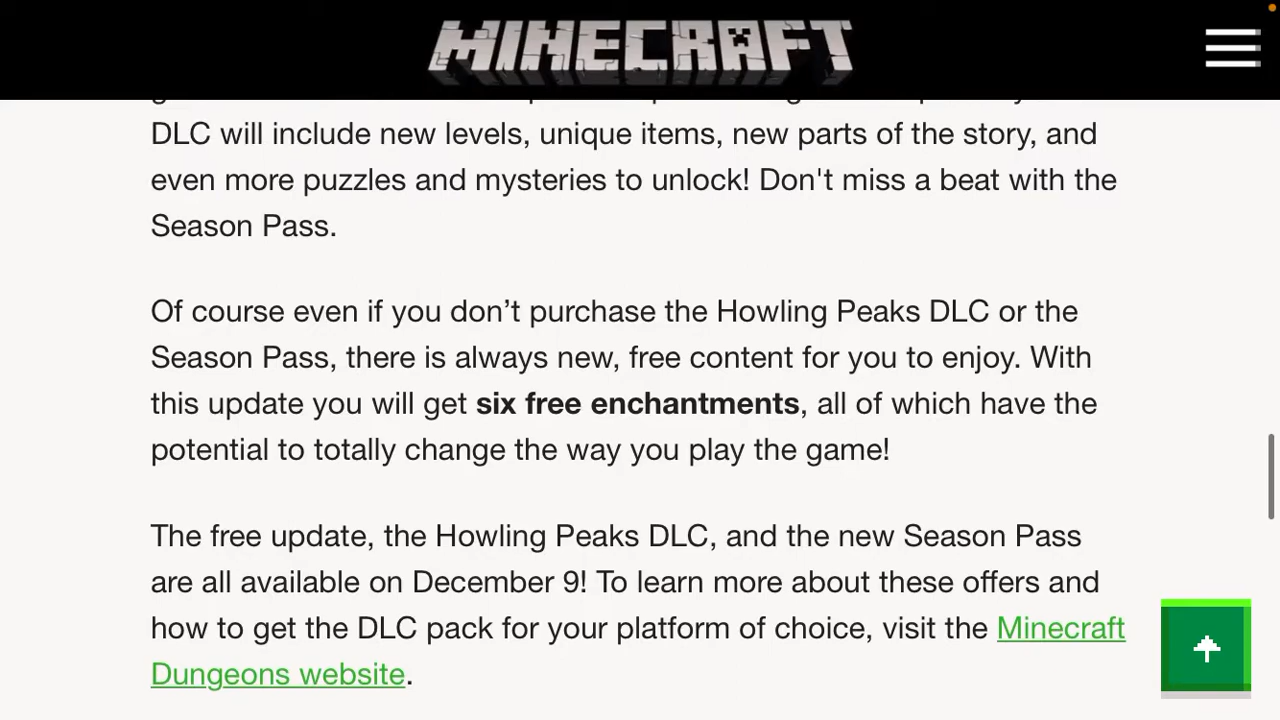 MINECRAFT
DLC will include new levels, unique items, new parts of the story, and
even more puzzles and mysteries to unlock! Don't miss a beat with the
Season Pass.
Of course even if you don’t purchase the Howling Peaks DLC or the
Season Pass, there is always new, free content for you to enjoy. With
this update you will get six free enchantments, all of which have the
potential to totally change the way you play the game!
The free update, the Howling Peaks DLC, and the new Season Pass
are all available on December 9! To learn more about these offers and
how to get the DLC pack for your platform of choice, visit the Minecraft
Dungeons website.